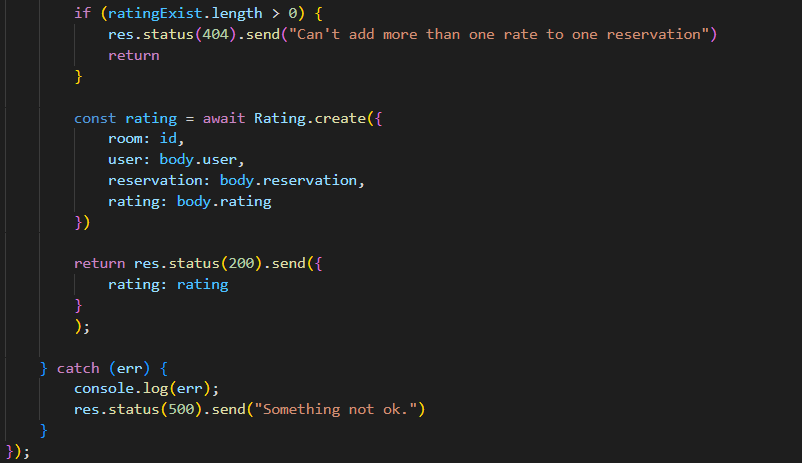 if (ratingExist.length > 0) {
res.status(404).send("Can't add more than one rate to one reservation")
return
}
const rating = await Rating.create({
room: id,
user: body.user,
reservation: body.reservation,
rating: body.rating
})
return res.status(200).send({
rating: rating
}
);
} catch (err) {
console.log(err);
res.status(500).send("Something not ok.")
}
});